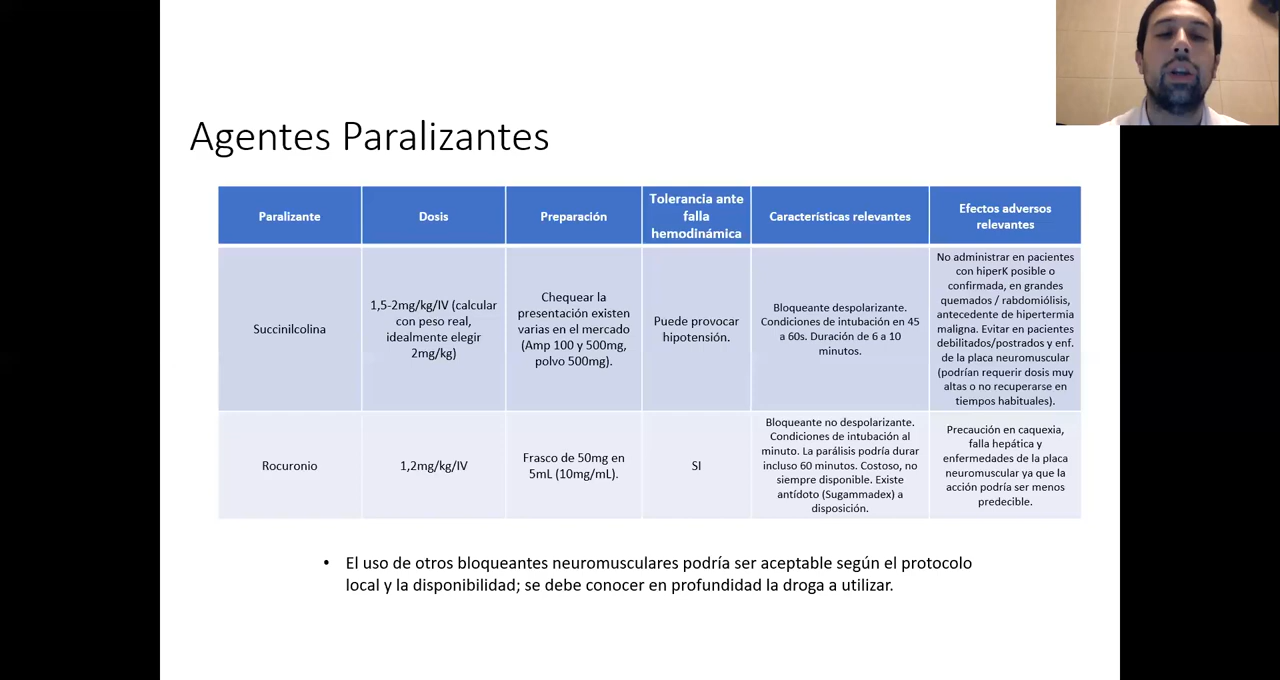 Agentes Paralizantes
Paralizante
Dosis
Preparación
Tolerancia ante
falla
hemodinámica
Características relevantes
Efectos adversos
relevantes
Succinilcolina
1,5-2mg/kg/IV (calcular
con peso real,
idealmente elegir
2mg/kg)
Chequear la
presentación existen
varias en el mercado
(Amp 100 y 500mg,
polvo 500mg).
Puede provocar
hipotensión.
Bloqueante despolarizante.
Condiciones de intubación en 45
a 60s. Duración de 6 a 10
minutos.
No administrar en pacientes
con hiperK posible o
confirmada, en grandes
quemados / rabdomiólisis,
antecedente de hipertermia
maligna. Evitar en pacientes
debilitados/postrados y enf.
de la placa neuromuscular
(podrían requerir dosis muy
altas o no recuperarse en
tiempos habituales).
Rocuronio
1,2mg/kg/IV
Frasco de 50mg en
5mL (10mg/mL).
SI
Bloqueante no despolarizante.
Condiciones de intubación al
minuto. La parálisis podría durar
incluso 60 minutos. Costoso, no
siempre disponible. Existe
antídoto (Sugammadex) a
disposición.
Precaución en caquexia,
falla hepática y
enfermedades de la placa
neuromuscular ya que la
acción podría ser menos
predecible.
• El uso de otros bloqueantes neuromusculares podría ser aceptable según el protocolo
local y la disponibilidad; se debe conocer en profundidad la droga a utilizar.